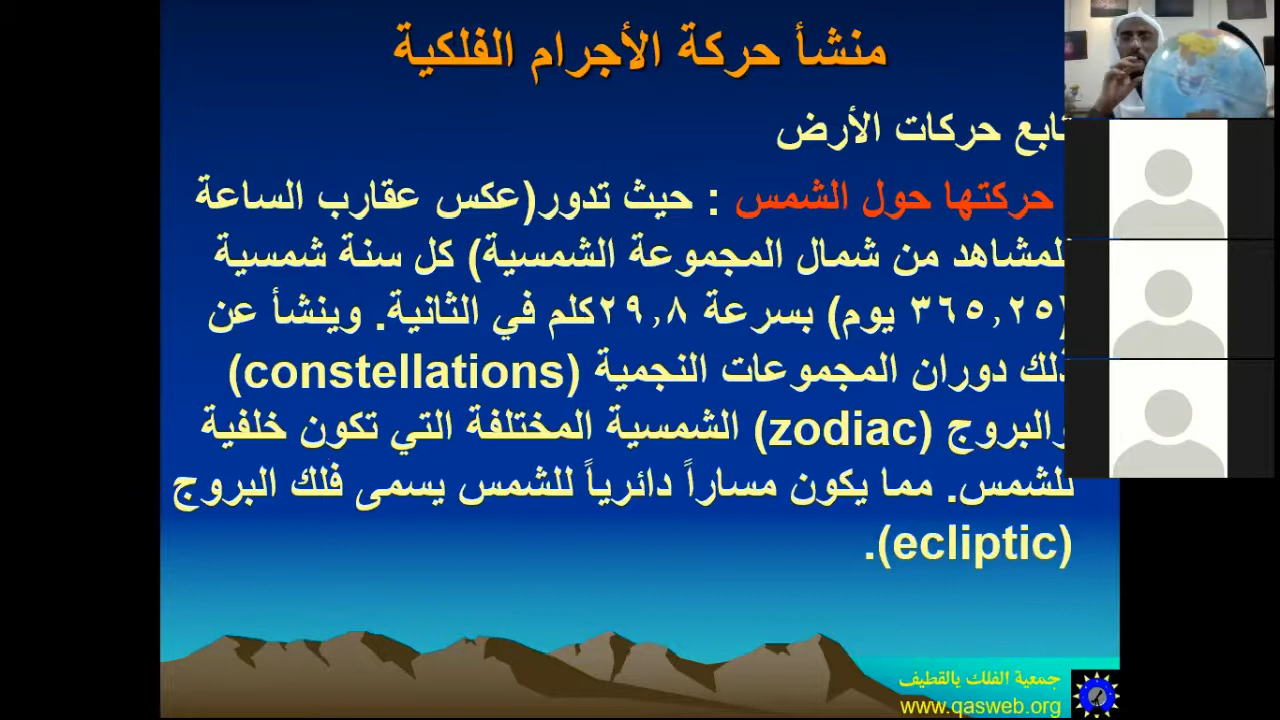 منشأ حركة الأجرام الفلكية
تابع حركات الأرض
حركتها حول الشمس : حيث تدور(عكس عقارب الساعة
للمشاهد من شمال المجموعة الشمسية) كل سنة شمسية
(٣٦٥,٢٥ يوم) بسرعة ٢٩,٨كلم في الثانية. وينشأ عن
ذلك دوران المجموعات النجمية (constellations)
والبروج (zodiac) الشمسية المختلفة التي تكون خلفية
للشمس. مما يكون مساراً دائرياً للشمس يسمى فلك البروج
(ecliptic).
جمعية الفلك بالقطيف
www.qasweb.org